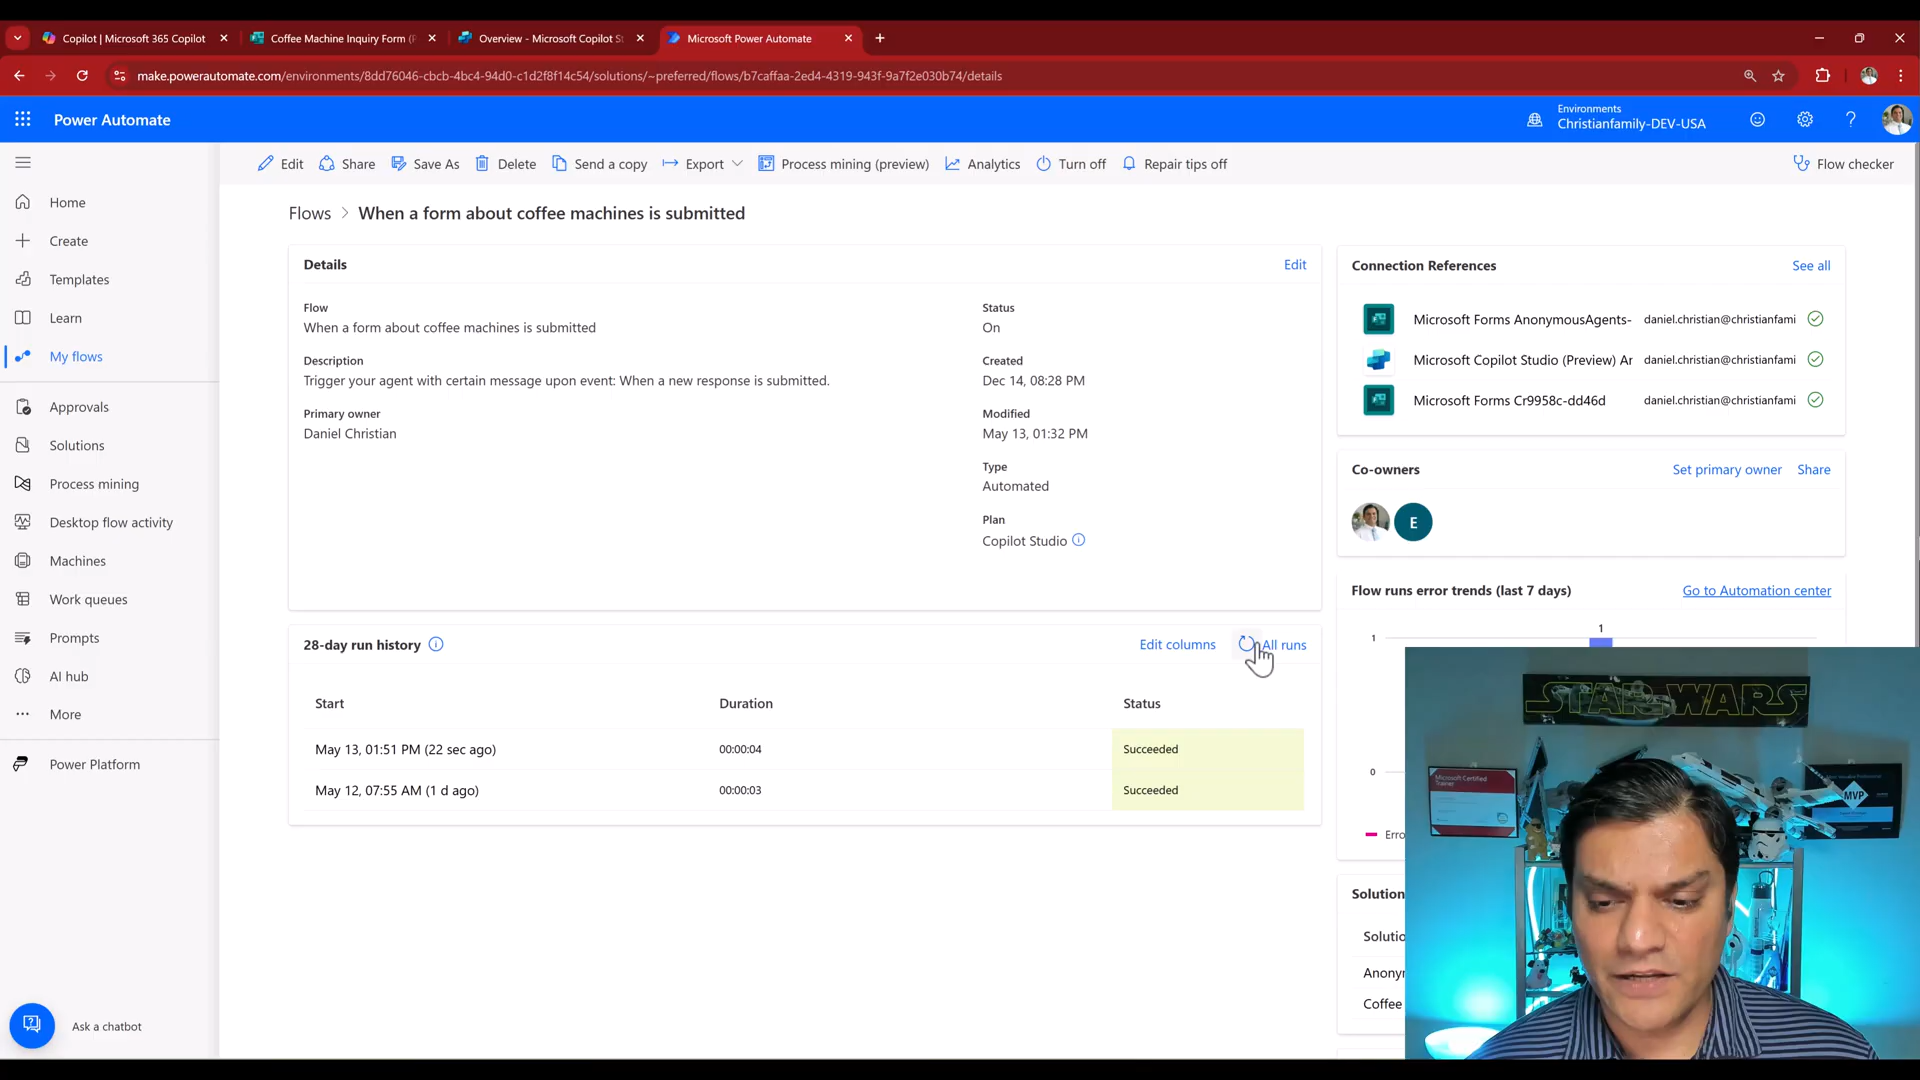 Copilot | Microsoft 365 Copilot
Coffee Machine Inquiry Form (P
Overview - Microsoft Copilot St
Microsoft Power Automate
make.powerautomate.com/environments/8dd76046-cbcb-4bc4-94d0-c1d2f8f14c54/solutions/~preferred/flows/b7caffaa-2ed4-4319-943f-9a7f2e030b74/details
Power Automate
Environments
Christianfamily-DEV-USA
Edit
Share
Save As
Delete
Send a copy
Export
Process mining (preview)
Analytics
Turn off
Repair tips off
Flow checker
Home
Create
Templates
Learn
My flows
Approvals
Solutions
Process mining
Desktop flow activity
Machines
Work queues
Prompts
AI hub
More
Power Platform
Ask a chatbot
Flows > When a form about coffee machines is submitted
Details
Edit
Flow
When a form about coffee machines is submitted
Description
Trigger your agent with certain message upon event: When a new response is submitted.
Primary owner
Daniel Christian
Status
On
Created
Dec 14, 08:28 PM
Modified
May 13, 01:32 PM
Type
Automated
Plan
Copilot Studio
28-day run history
Edit columns
All runs
Start Duration Status
May 13, 01:51 PM (22 sec ago) 00:00:04 Succeeded
May 12, 07:55 AM (1 d ago) 00:00:03 Succeeded
Connection References
See all
Microsoft Forms AnonymousAgents- daniel.christian@christianfami
Microsoft Copilot Studio (Preview) Ar daniel.christian@christianfami
Microsoft Forms Cr9958c-dd46d daniel.christian@christianfami
Co-owners
Set primary owner
Share
E
Flow runs error trends (last 7 days)
Go to Automation center
1
1
0
Erro
Solution
Solutio
Anony
Coffee
STAR WARS
Microsoft Certified
Trainer
MVP